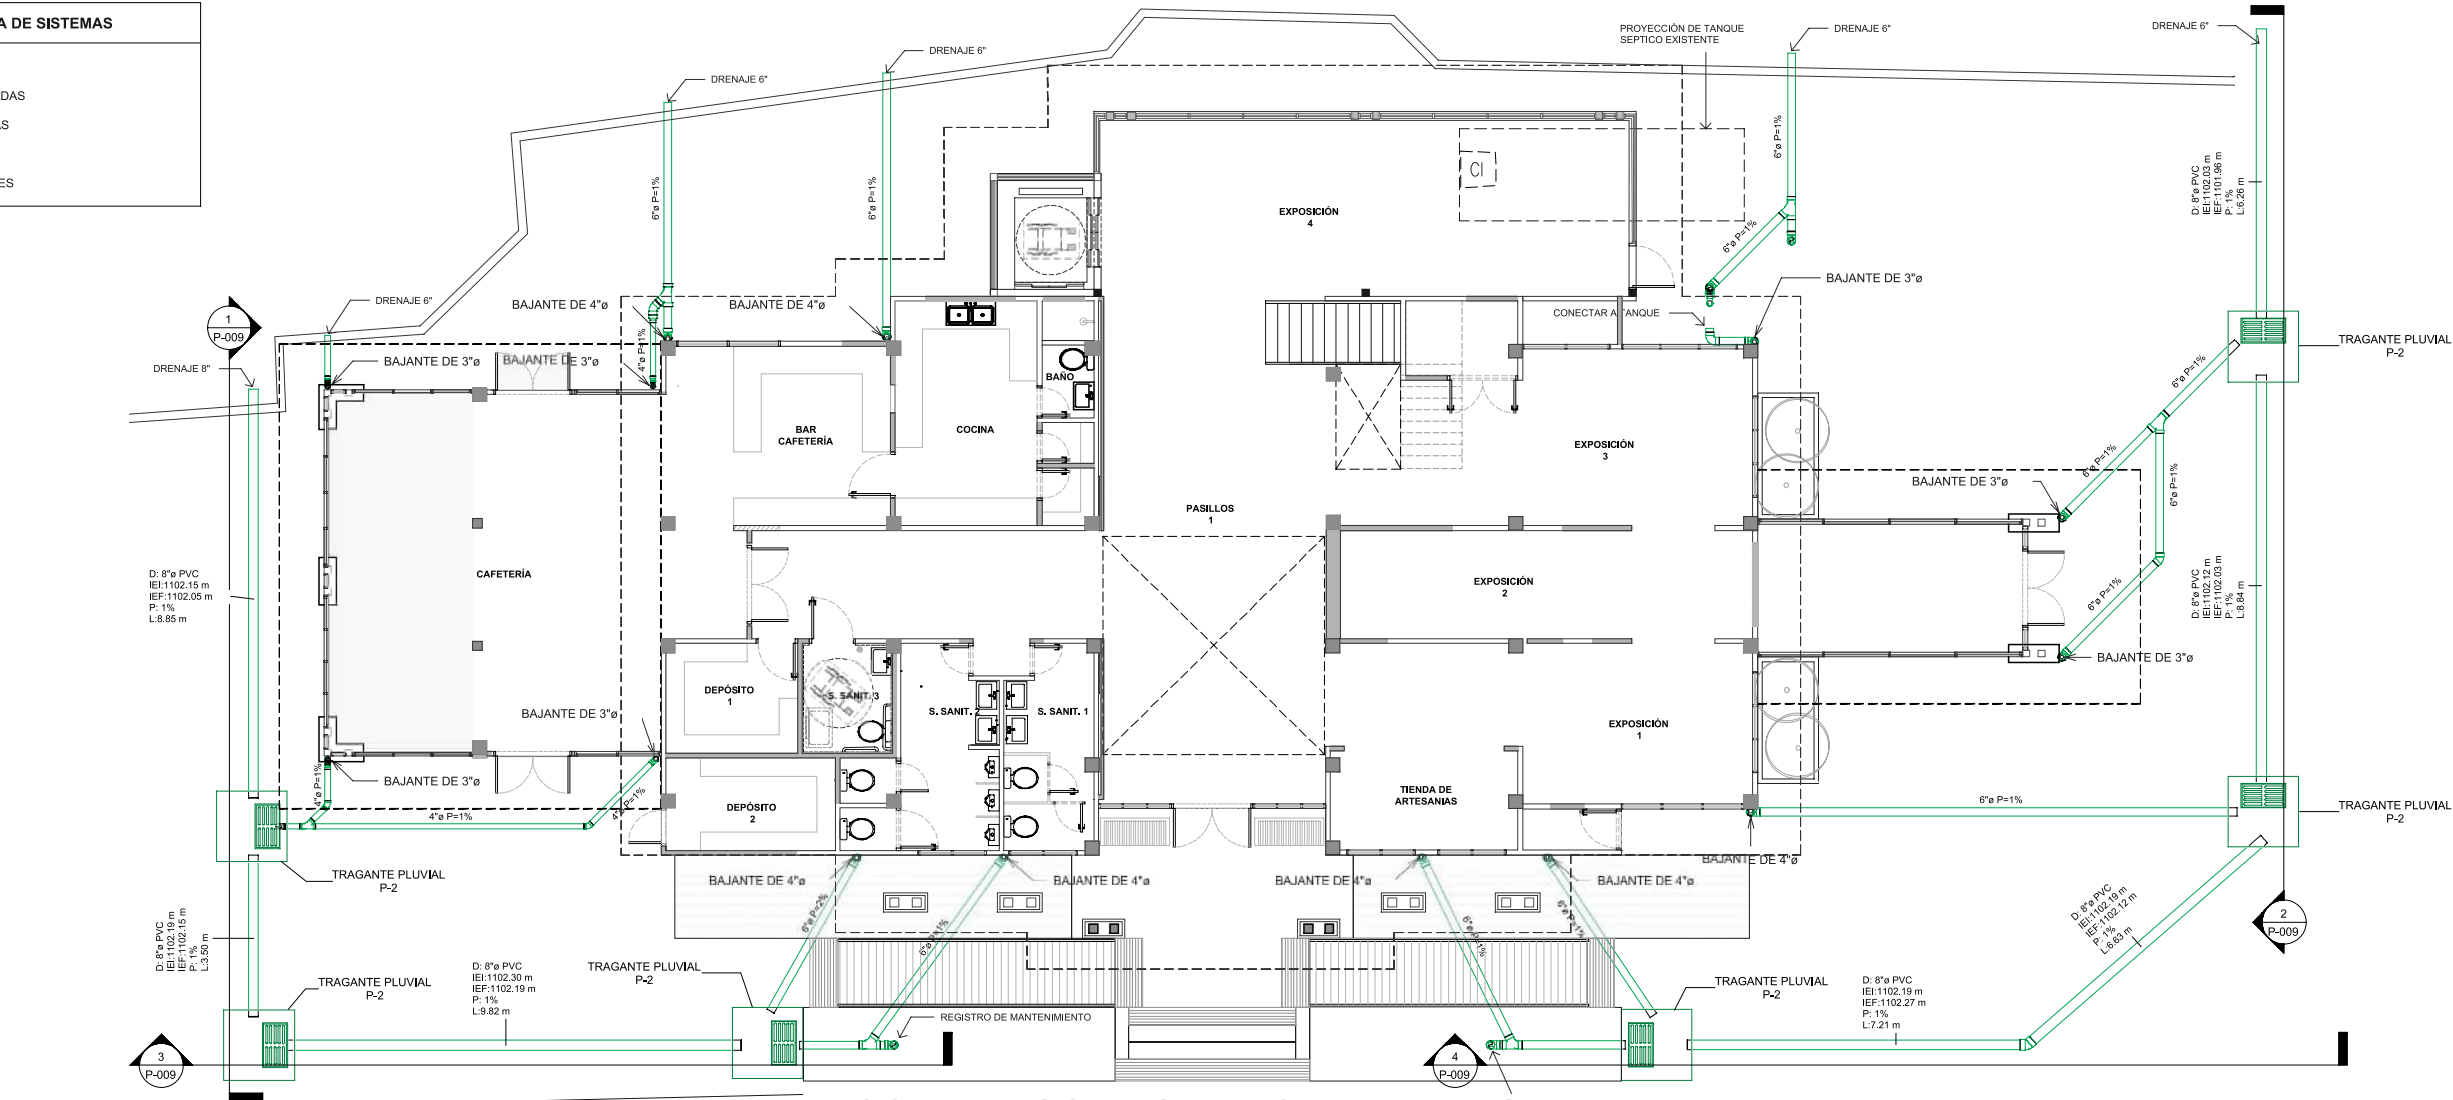 A DE SISTEMAS
DAS
AS
ES
DRENAJE 6"
DRENAJE 6"
DRENAJE 6"
DRENAJE 8"
PROYECCIÓN DE TANQUE
SEPTICO EXISTENTE
DRENAJE 6"
DRENAJE 6"
6"ø P=1%
6"ø P=1%
6"ø P=1%
6"ø P=1%
D: 8"ø PVC
IEI:1102.03 m
IEF:1101.96 m
P: 1%
L:6.26 m
CI
EXPOSICIÓN
4
1
P-009
BAJANTE DE 4"ø
BAJANTE DE 4"ø
BAJANTE DE 3"ø
BAJANTE DE 3"ø
4"ø P=1%
CONECTAR A TANQUE
BAJANTE DE 3"ø
TRAGANTE PLUVIAL
P-2
6"ø P=1%
BAÑO
BAR
CAFETERÍA
COCINA
EXPOSICIÓN
3
6"ø P=1%
6"ø P=1%
BAJANTE DE 3"ø
PASILLOS
1
CAFETERÍA
EXPOSICIÓN
2
D: 8"ø PVC
IEI:1102.15 m
IEF:1102.05 m
P: 1%
L:8.85 m
6"ø P=1%
D: 8"ø PVC
IEI:1102.12 m
IEF:1102.03 m
P: 1%
L:8.84 m
BAJANTE DE 3"ø
DEPÓSITO
1
S. SANIT. 3
S. SANIT. 2
S. SANIT. 1
BAJANTE DE 3"ø
EXPOSICIÓN
1
BAJANTE DE 3"ø
4"ø P=1%
4"ø P=1%
4"ø P=1%
DEPÓSITO
2
TIENDA DE
ARTESANIAS
6"ø P=1%
TRAGANTE PLUVIAL
P-2
TRAGANTE PLUVIAL
P-2
BAJANTE DE 4"ø
BAJANTE DE 4"ø
BAJANTE DE 4"ø
BAJANTE DE 4"ø
BAJANTE DE 4"ø
6"ø P=2%
6"ø P=1%
6"ø P=1%
6"ø P=1%
D: 8"ø PVC
IEI:1102.19 m
IEF:1102.15 m
P: 1%
L:3.50 m
D: 8"ø PVC
IEI:1102.19 m
IEF:1102.12 m
P: 1%
L:6.63 m
2
P-009
TRAGANTE PLUVIAL
P-2
D: 8"ø PVC
IEI:1102.30 m
IEF:1102.19 m
P: 1%
L:9.82 m
TRAGANTE PLUVIAL
P-2
REGISTRO DE MANTENIMIENTO
TRAGANTE PLUVIAL
P-2
D: 8"ø PVC
IEI:1102.19 m
IEF:1102.27 m
P: 1%
L:7.21 m
3
P-009
4
P-009